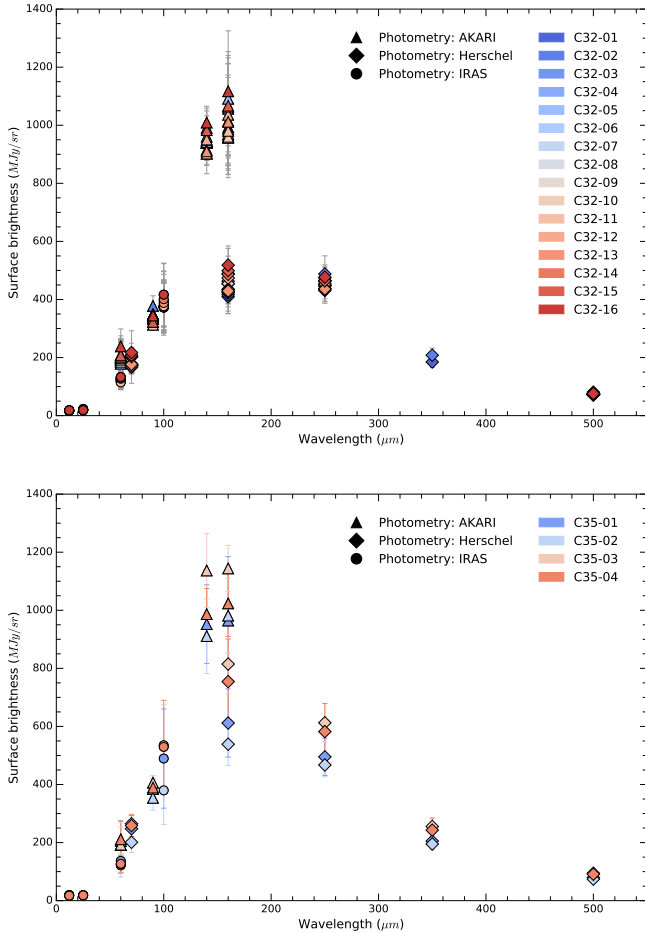 1400
1200
1000
800
600
400
200
0
Surface brightness (MJy/sr)
Photometry: AKARI
Photometry: Herschel
Photometry: IRAS
C32-01
C32-02
C32-03
C32-04
C32-05
C32-06
C32-07
C32-08
C32-09
C32-10
C32-11
C32-12
C32-13
C32-14
C32-15
C32-16
0 100 200 300 400 500
Wavelength (μm)
1400
1200
1000
800
600
400
200
0
Surface brightness (MJy/sr)
Photometry: AKARI
Photometry: Herschel
Photometry: IRAS
C35-01
C35-02
C35-03
C35-04
0 100 200 300 400 500
Wavelength (μm)